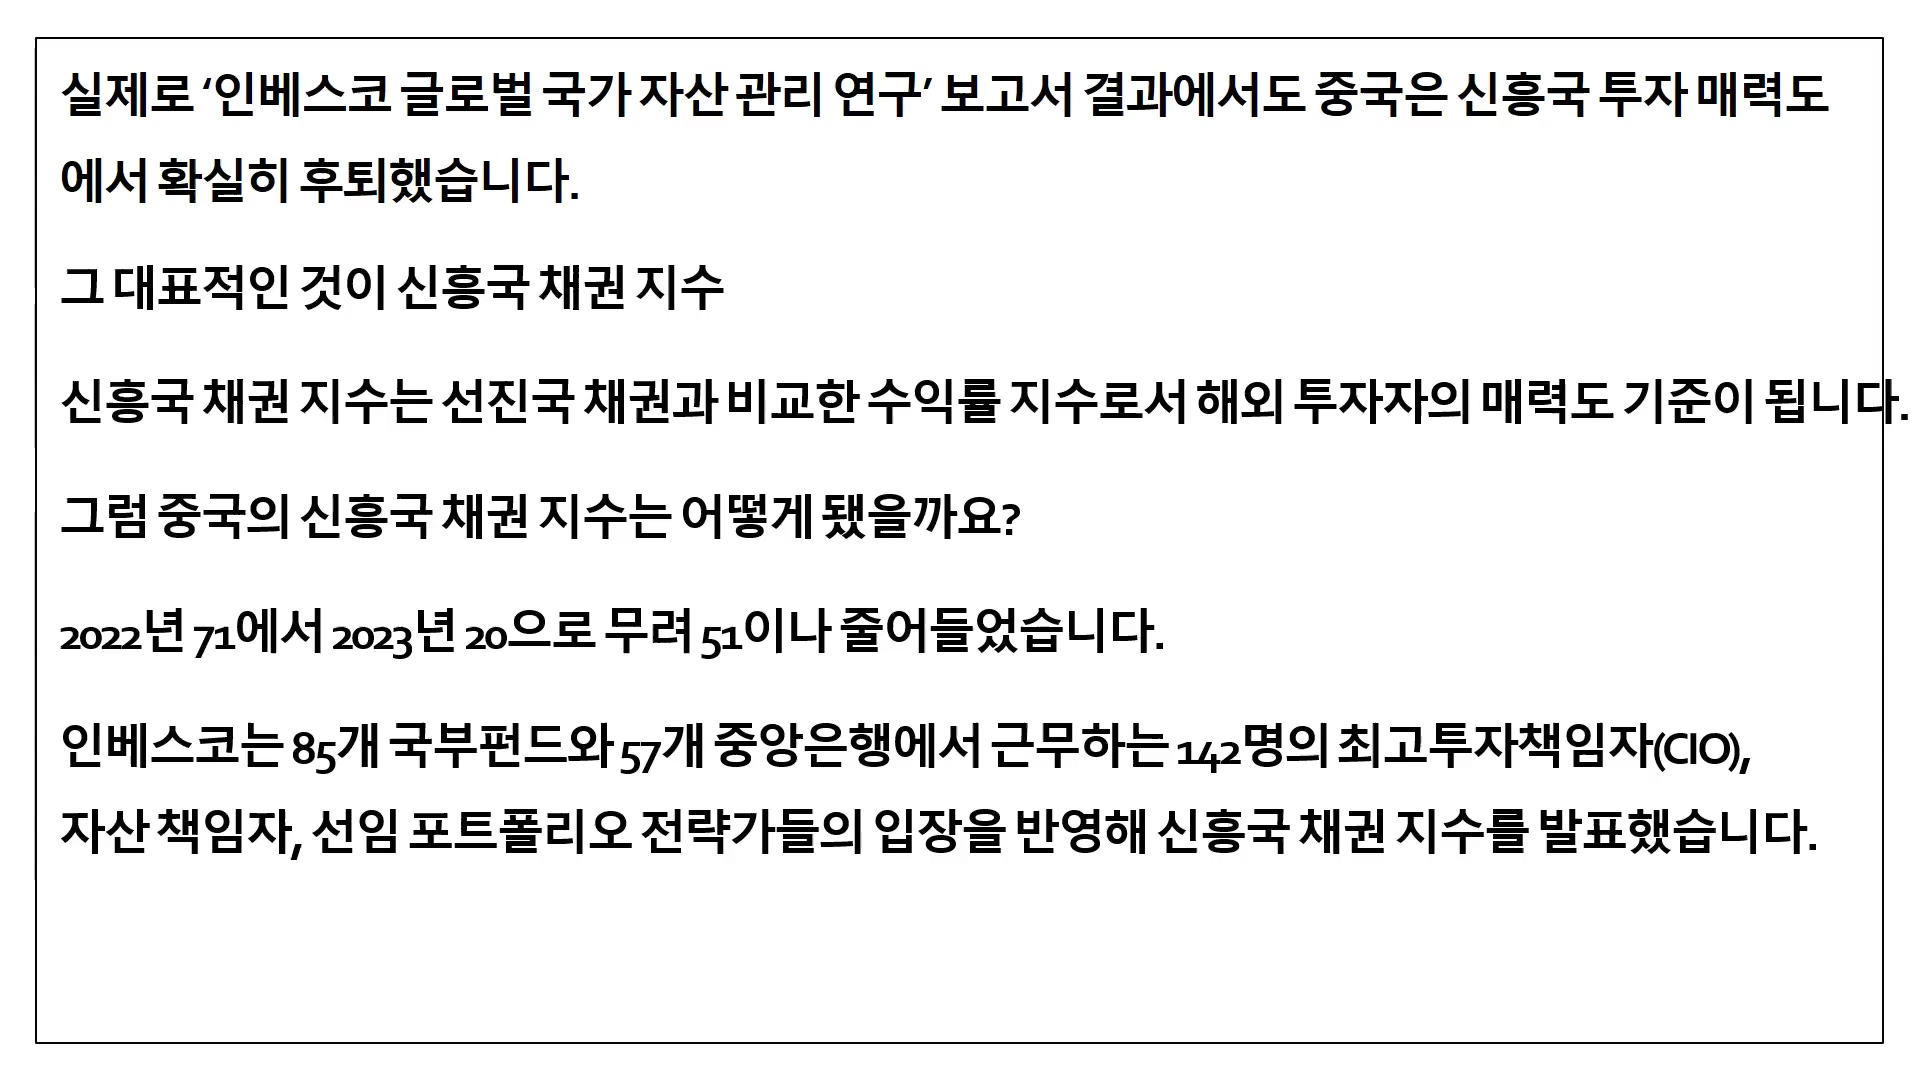 실제로 ‘인베스코 글로벌 국가 자산 관리 연구’ 보고서 결과에서도 중국은 신흥국 투자 매력도
에서 확실히 후퇴했습니다.
그 대표적인 것이 신흥국 채권 지수
신흥국 채권 지수는 선진국 채권과 비교한 수익률 지수로서 해외 투자자의 매력도 기준이 됩니다.
그럼 중국의 신흥국 채권 지수는 어떻게 됐을까요?
2022년 71에서 2023년 20으로 무려 51이나 줄어들었습니다.
인베스코는 85개 국부펀드와 57개 중앙은행에서 근무하는 142명의 최고투자책임자(CIO),
자산 책임자, 선임 포트폴리오 전략가들의 입장을 반영해 신흥국 채권 지수를 발표했습니다.